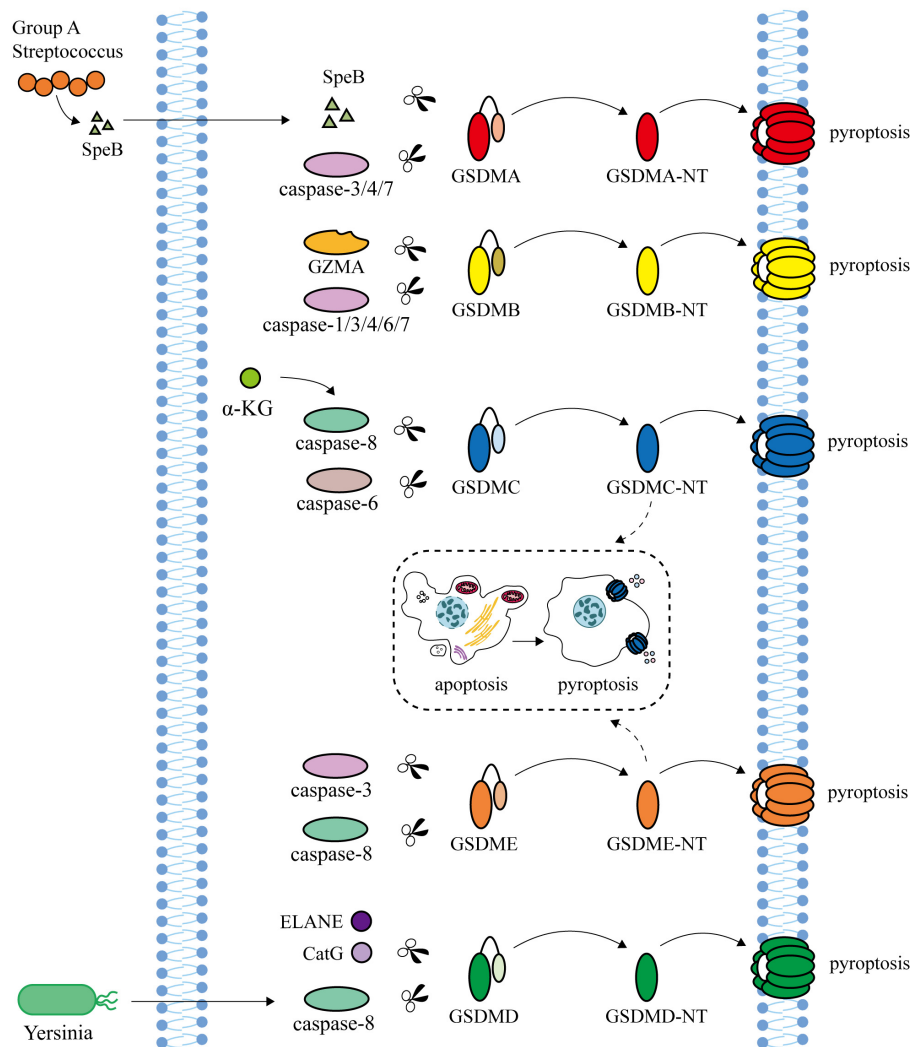 Group A
Streptococcus
SpeB
SpeB
caspase-3/4/7
GSDMA
GSDMA-NT
pyroptosis
GZMA
caspase-1/3/4/6/7
GSDMB
GSDMB-NT
pyroptosis
α-KG
caspase-8
caspase-6
GSDMC
GSDMC-NT
pyroptosis
apoptosis
pyroptosis
caspase-3
caspase-8
GSDME
GSDME-NT
pyroptosis
ELANE
CatG
caspase-8
GSDMD
GSDMD-NT
pyroptosis
Yersinia